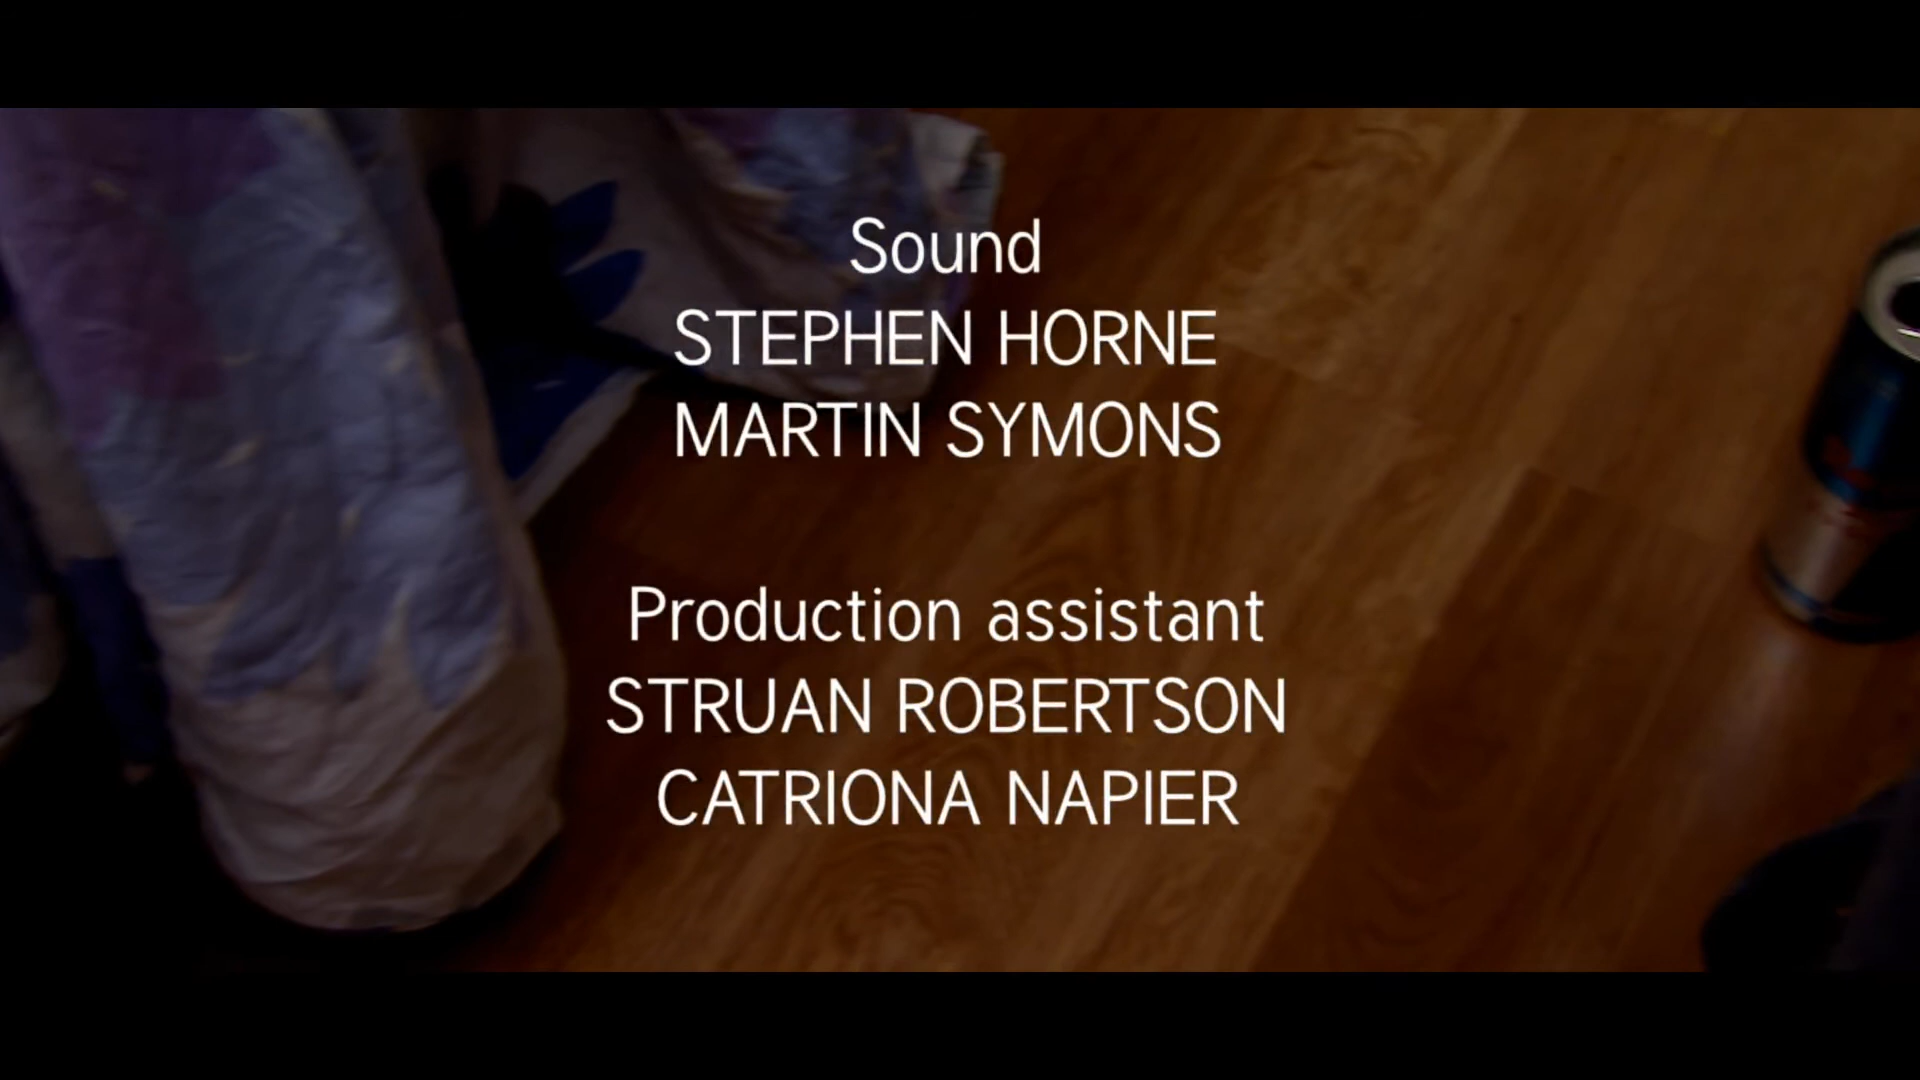 Sound
STEPHEN HORNE
MARTIN SYMONS
Production assistant
STRUAN ROBERTSON
CATRIONA NAPIER